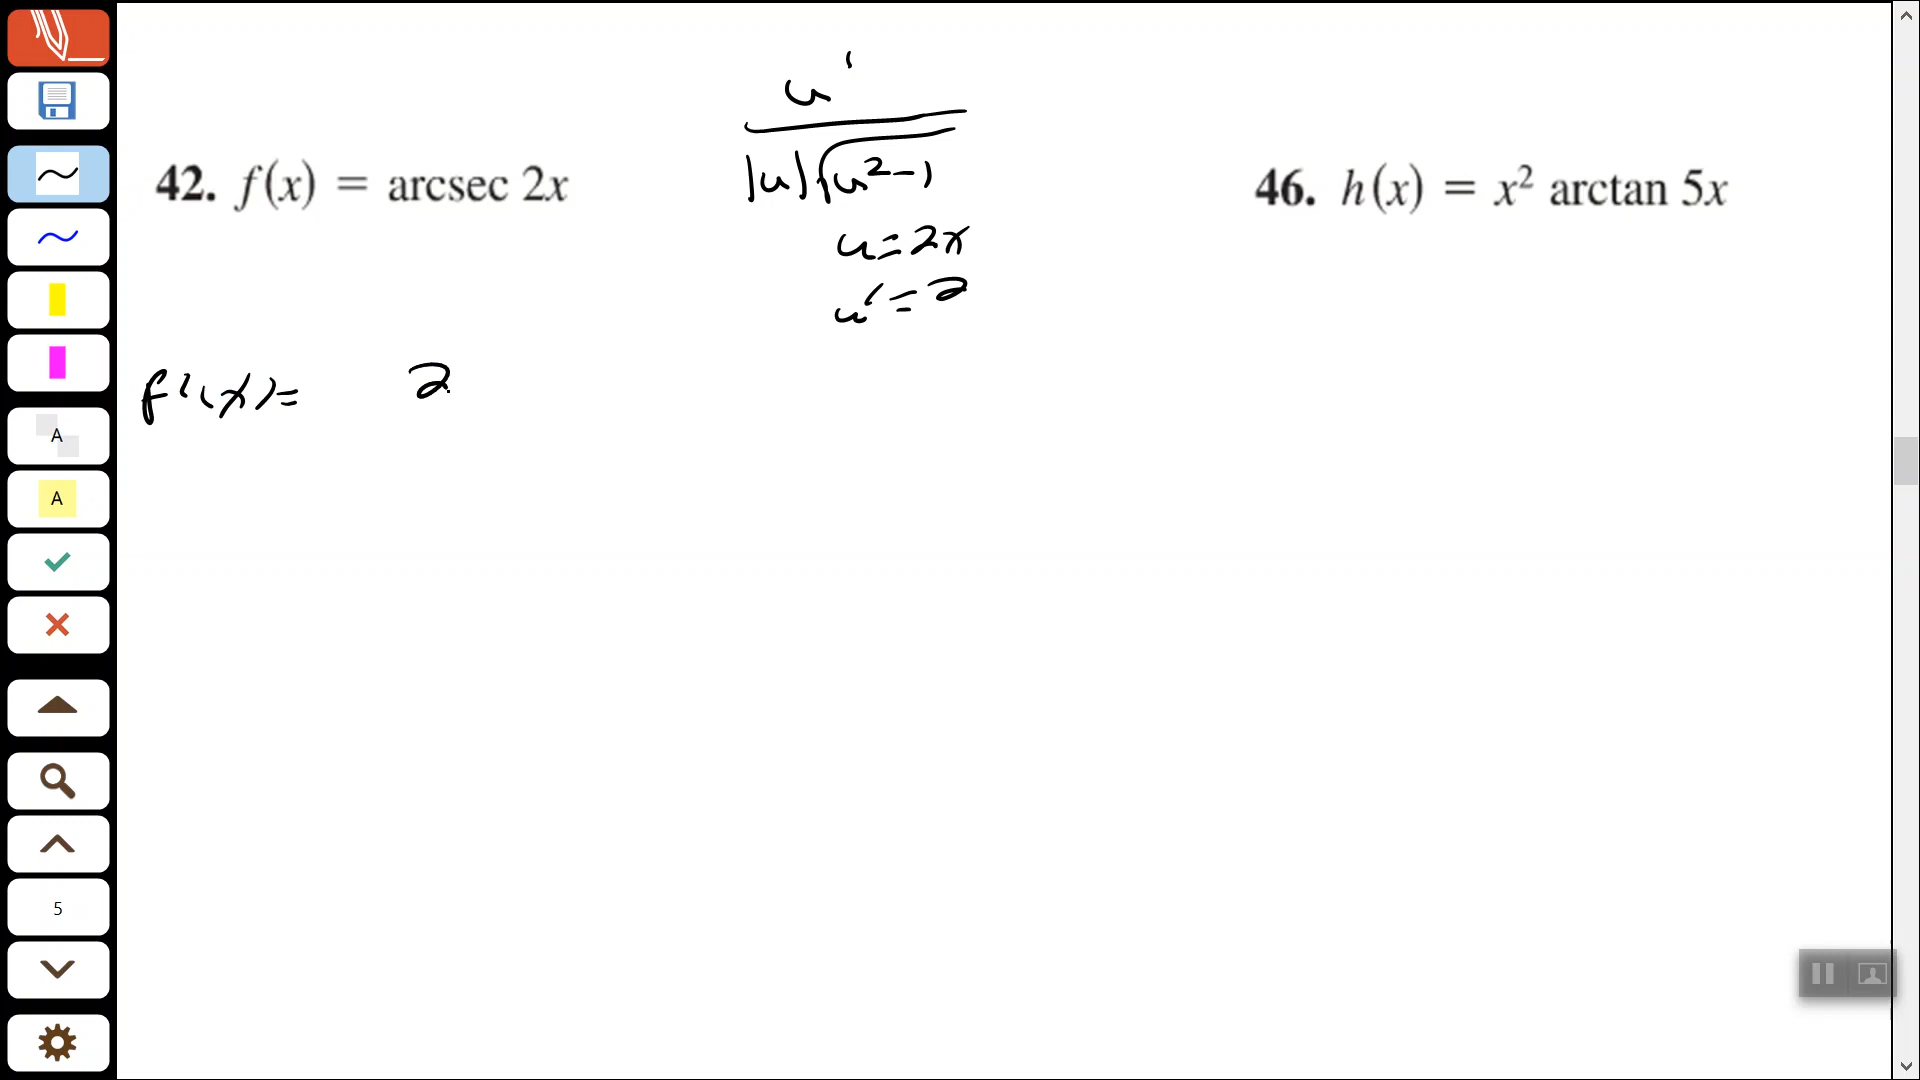 u'
|u|√u²-1
42. f(x) = arcsec 2x
u=2x
u'=2
f'(x)= 2
46. h(x) = x² arctan 5x
A
A
5